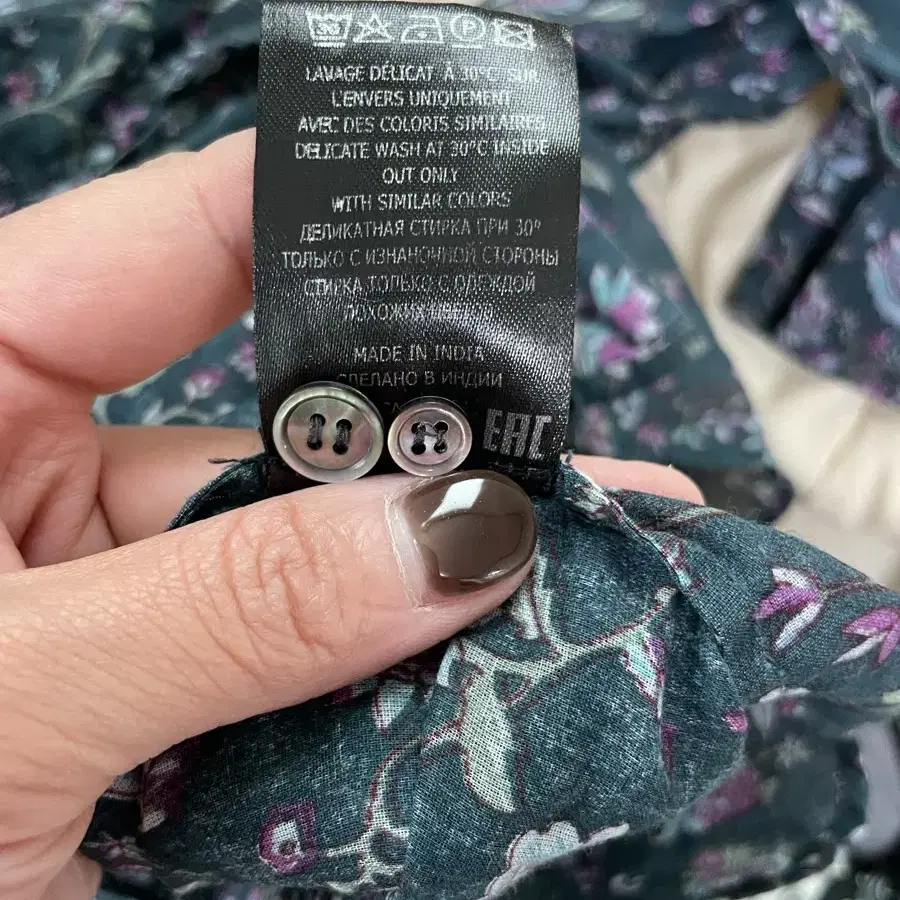 LAVAGE DÉLICAT À 30°C SUR
L'ENVERS UNIQUEMENT
AVEC DES COLORIS SIMILAIRES
DELICATE WASH AT 30°C INSIDE
OUT ONLY
WITH SIMILAR COLORS
ДЕЛИКАТНАЯ СТИРКА ПРИ 30°
ТОЛЬКО С ИЗНАНОЧНОЙ СТОРОНЫ
СТИРКА ТОЛЬКО С ОДЕЖДОЙ
ПОХОЖИХ
MADE IN INDIA
СДЕЛАНО В ИНДИИ
EAC